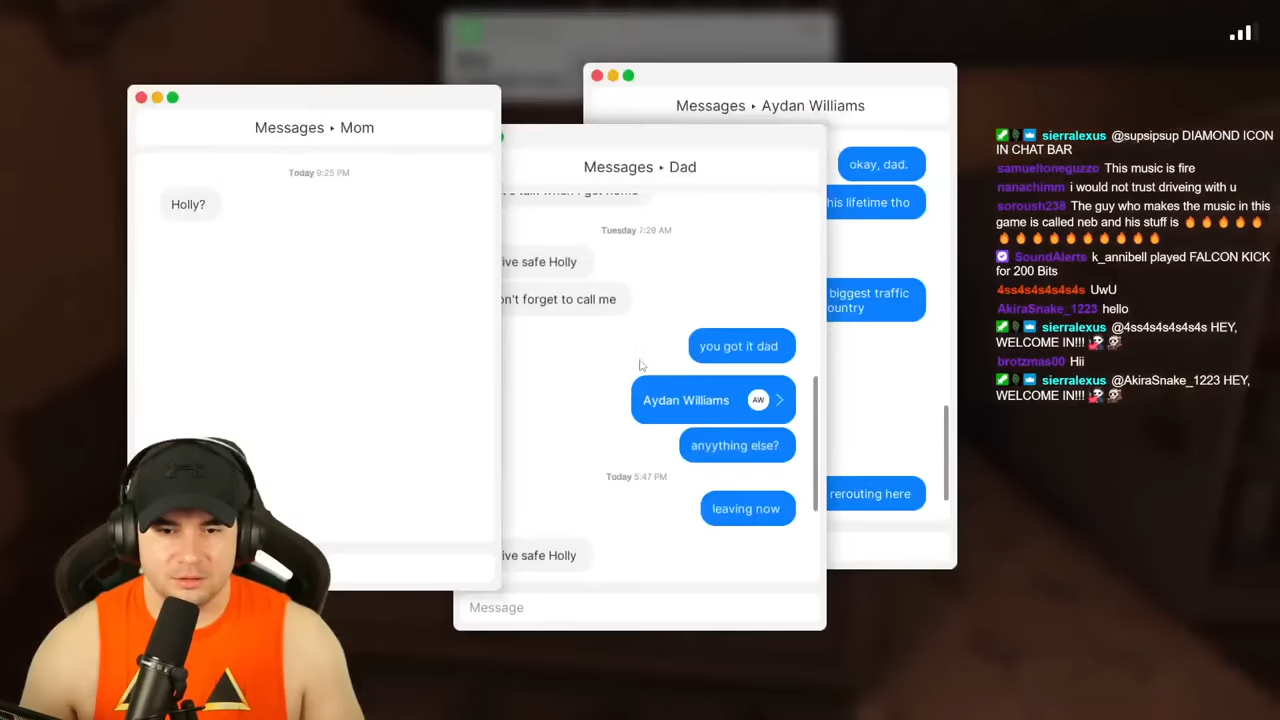 Messages ▸ Mom
Today 9:25 PM
Holly?
Messages ▸ Dad
Tuesday 7:29 AM
ive safe Holly
on't forget to call me
you got it dad
Aydan Williams AW
anyything else?
Today 5:47 PM
leaving now
ive safe Holly
Message
Messages ▸ Aydan Williams
okay, dad.
his lifetime tho
biggest traffic
ountry
rerouting here
sierralexus @supsipsup DIAMOND ICON
IN CHAT BAR
samueltoneguzzo This music is fire
nanachimm i would not trust driveing with u
soroush238 The guy who makes the music in this
game is called neb and his stuff is 🔥 🔥 🔥 🔥 🔥
🔥 🔥 🔥 🔥 🔥 🔥 🔥 🔥 🔥 🔥
SoundAlerts k_annibell played FALCON KICK
for 200 Bits
4ss4s4s4s4s4s UwU
AkiraSnake_1223 hello
sierralexus @4ss4s4s4s4s4s HEY,
WELCOME IN!!!
brotzmas00 Hii
sierralexus @AkiraSnake_1223 HEY,
WELCOME IN!!!